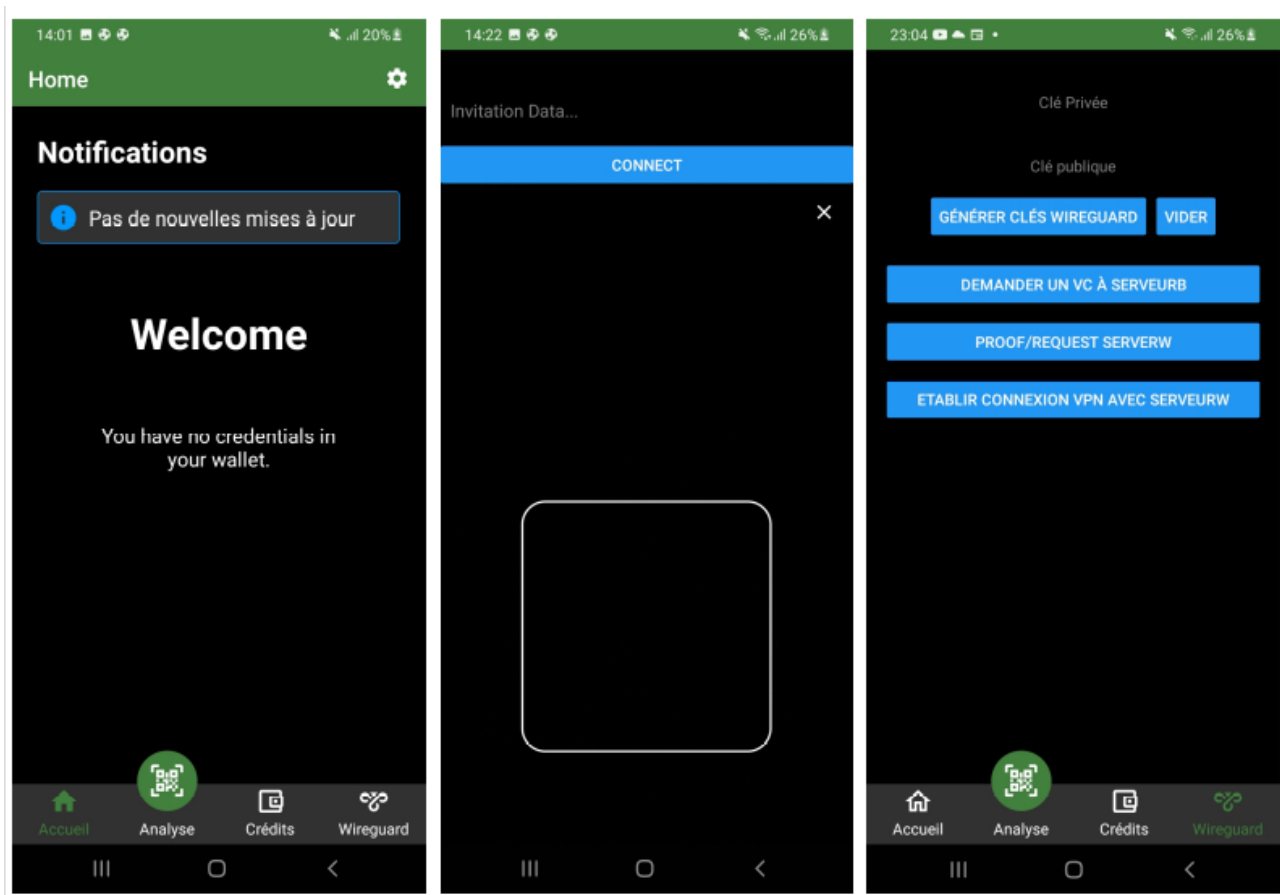 14:01
20%
Home
Notifications
Pas de nouvelles mises à jour
Welcome
You have no credentials in
your wallet.
Accueil
Analyse
Crédits
Wireguard
14:22
26%
Invitation Data...
CONNECT
23:04
26%
Clé Privée
Clé publique
GÉNÉRER CLÉS WIREGUARD
VIDER
DEMANDER UN VC À SERVEURB
PROOF/REQUEST SERVERW
ETABLIR CONNEXION VPN AVEC SERVEURW
Accueil
Analyse
Crédits
Wireguard